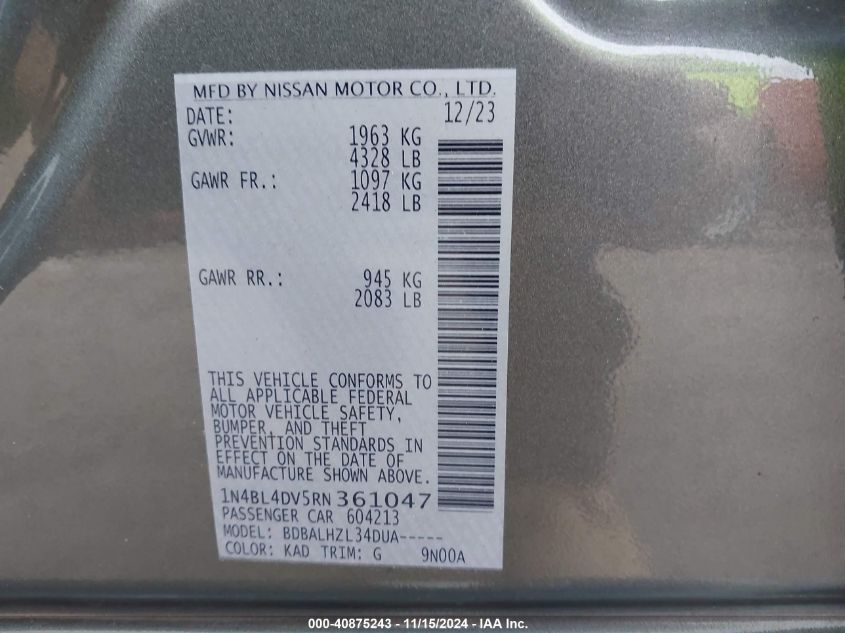 MFD BY NISSAN MOTOR CO., LTD.
DATE: 12/23
GVWR: 1963 KG
4328 LB
GAWR FR.: 1097 KG
2418 LB
GAWR RR.: 945 KG
2083 LB
THIS VEHICLE CONFORMS TO
ALL APPLICABLE FEDERAL
MOTOR VEHICLE SAFETY,
BUMPER, AND THEFT
PREVENTION STANDARDS IN
EFFECT ON THE DATE OF
MANUFACTURE SHOWN ABOVE.
1N4BL4DV5RN361047
PASSENGER CAR 604213
MODEL: BDBALHZL34DUA-----
COLOR: KAD TRIM: G 9N00A
000-40875243 - 11/15/2024 - IAA Inc.